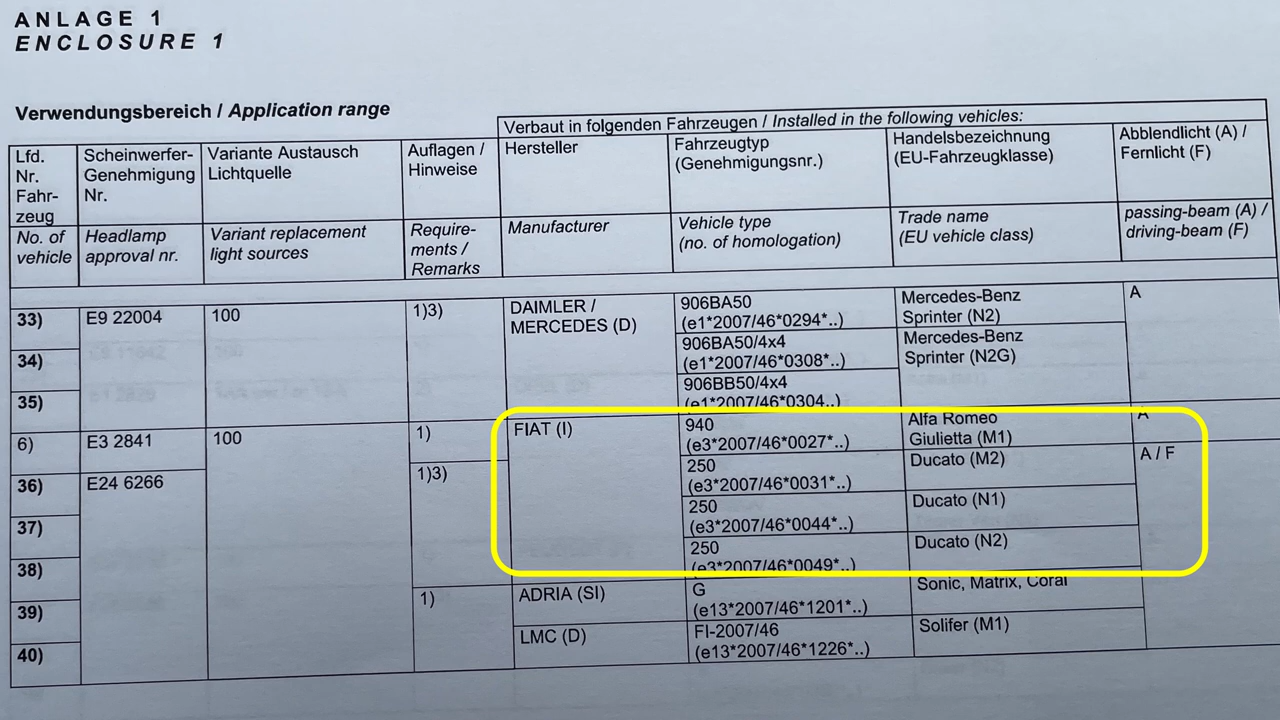 ANLAGE 1
ENCLOSURE 1
Verwendungsbereich / Application range
Verbaut in folgenden Fahrzeugen / Installed in the following vehicles:
Lfd.
Nr.
Fahr-
zeug
Scheinwerfer-
Genehmigung
Nr.
Variante Austausch
Lichtquelle
Auflagen /
Hinweise
Hersteller
Fahrzeugtyp
(Genehmigungsnr.)
Handelsbezeichnung
(EU-Fahrzeugklasse)
Abblendlicht (A) /
Fernlicht (F)
No. of
vehicle
Headlamp
approval nr.
Variant replacement
light sources
Require-
ments /
Remarks
Manufacturer
Vehicle type
(no. of homologation)
Trade name
(EU vehicle class)
passing-beam (A) /
driving-beam (F)
33)
E9 22004
100
1)3)
DAIMLER /
MERCEDES (D)
906BA50
(e1*2007/46*0294*..)
Mercedes-Benz
Sprinter (N2)
A
34)
906BA50/4x4
(e1*2007/46*0308*..)
Mercedes-Benz
Sprinter (N2G)
35)
906BB50/4x4
(e1*2007/46*0304..)
6)
E3 2841
100
1)
FIAT (I)
940
(e3*2007/46*0027*..)
Alfa Romeo
Giulietta (M1)
A
36)
E24 6266
1)3)
250
(e3*2007/46*0031*..)
Ducato (M2)
A / F
37)
250
(e3*2007/46*0044*..)
Ducato (N1)
38)
250
(e3*2007/46*0049*..)
Ducato (N2)
39)
1)
ADRIA (SI)
G
(e13*2007/46*1201*..)
Sonic, Matrix, Coral
40)
LMC (D)
FI-2007/46
(e13*2007/46*1226*..)
Solifer (M1)